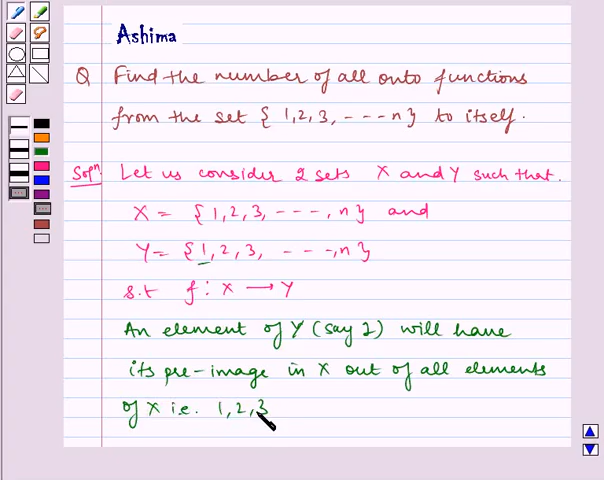 Ashima
Q Find the number of all onto functions
from the set { 1,2,3, ----n } to itself.
Solⁿ Let us consider 2 sets X and Y such that.
X = { 1,2,3, -----, n } and
Y = { 1,2,3, ----,n }
s.t f : X → Y
An element of Y (say 2) will have
its pre-image in X out of all elements
of X i.e. 1,2,3